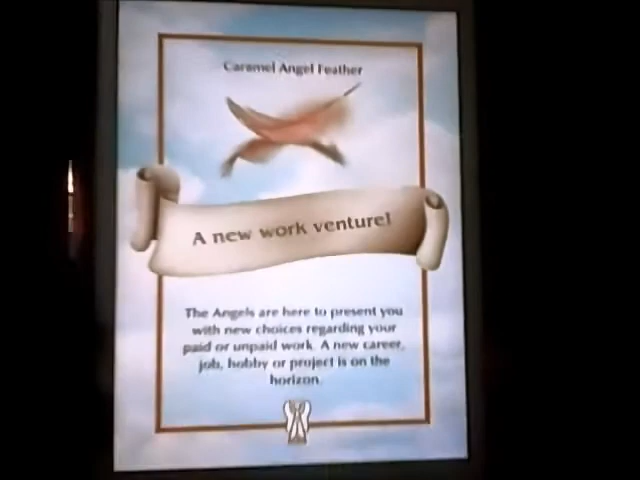 Caramel Angel Feather
A new work venture!
The Angels are here to present you
with new choices regarding your
paid or unpaid work. A new career,
job, hobby or project is on the
horizon.